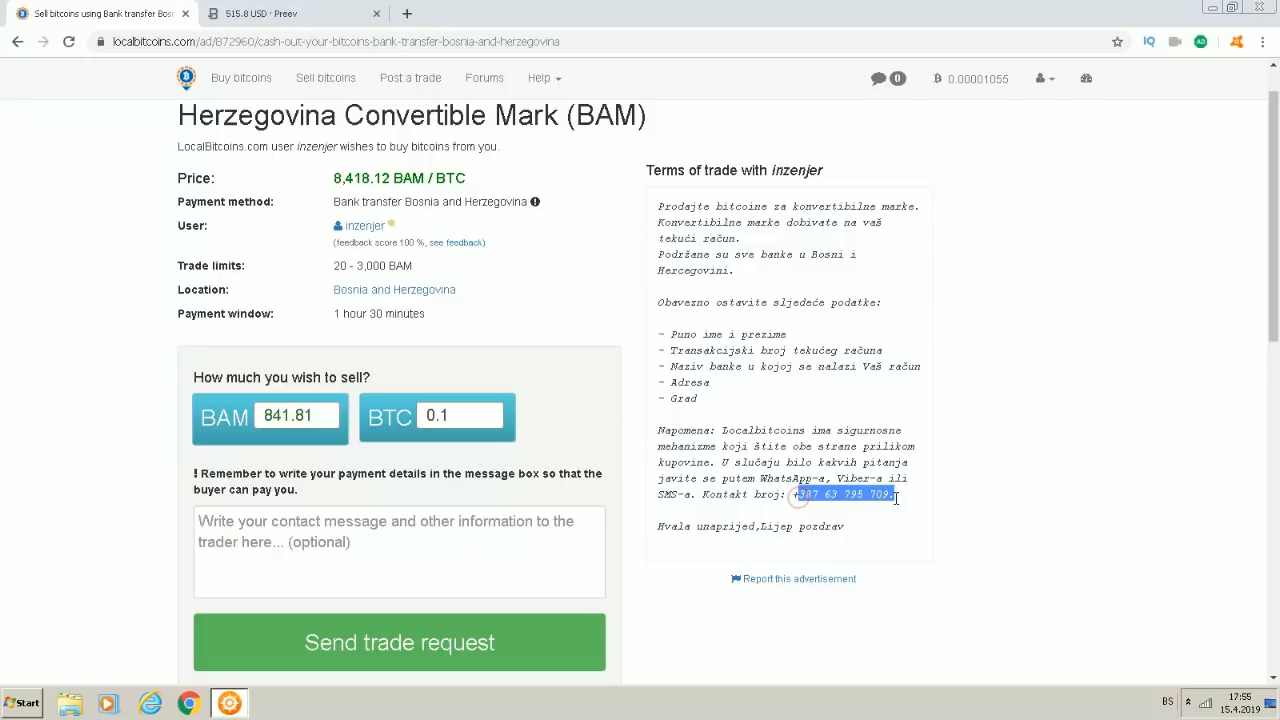 Sell bitcoins using Bank transfer Bos
515.8 USD - Preev
localbitcoins.com/ad/872960/cash-out-your-bitcoins-bank-transfer-bosnia-and-herzegovina
Buy bitcoins Sell bitcoins Post a trade Forums Help 0 0.00001055
Herzegovina Convertible Mark (BAM)
LocalBitcoins.com user inzenjer wishes to buy bitcoins from you.
Price: 8,418.12 BAM / BTC
Payment method: Bank transfer Bosnia and Herzegovina
User: inzenjer
(feedback score 100 %, see feedback)
Trade limits: 20 - 3,000 BAM
Location: Bosnia and Herzegovina
Payment window: 1 hour 30 minutes
How much you wish to sell?
BAM 841.81 BTC 0.1
! Remember to write your payment details in the message box so that the
buyer can pay you.
Write your contact message and other information to the
trader here... (optional)
Send trade request
Terms of trade with inzenjer
Prodajte bitcoine za konvertibilne marke.
Konvertibilne marke dobivate na vaš
tekući račun.
Podržane su sve banke u Bosni i
Hercegovini.
Obavezno ostavite sljedeće podatke:
- Puno ime i prezime
- Transakcijski broj tekućeg računa
- Naziv banke u kojoj se nalazi Vaš račun
- Adresa
- Grad
Napomena: Localbitcoins ima sigurnosne
mehanizme koji štite obe strane prilikom
kupovine. U slučaju bilo kakvih pitanja
javite se putem WhatsApp-a, Viber-a ili
SMS-a. Kontakt broj: +387 63 795 709.
Hvala unaprijed,Lijep pozdrav
Report this advertisement
Start BS 17:55
15.4.2019